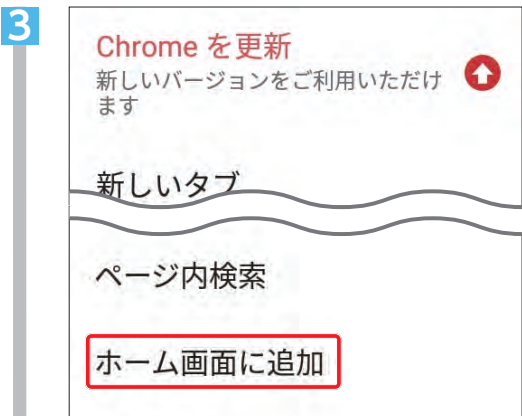 3
Chrome を更新
新しいバージョンをご利用いただけ
ます
新しいタブ
ページ内検索
ホーム画面に追加